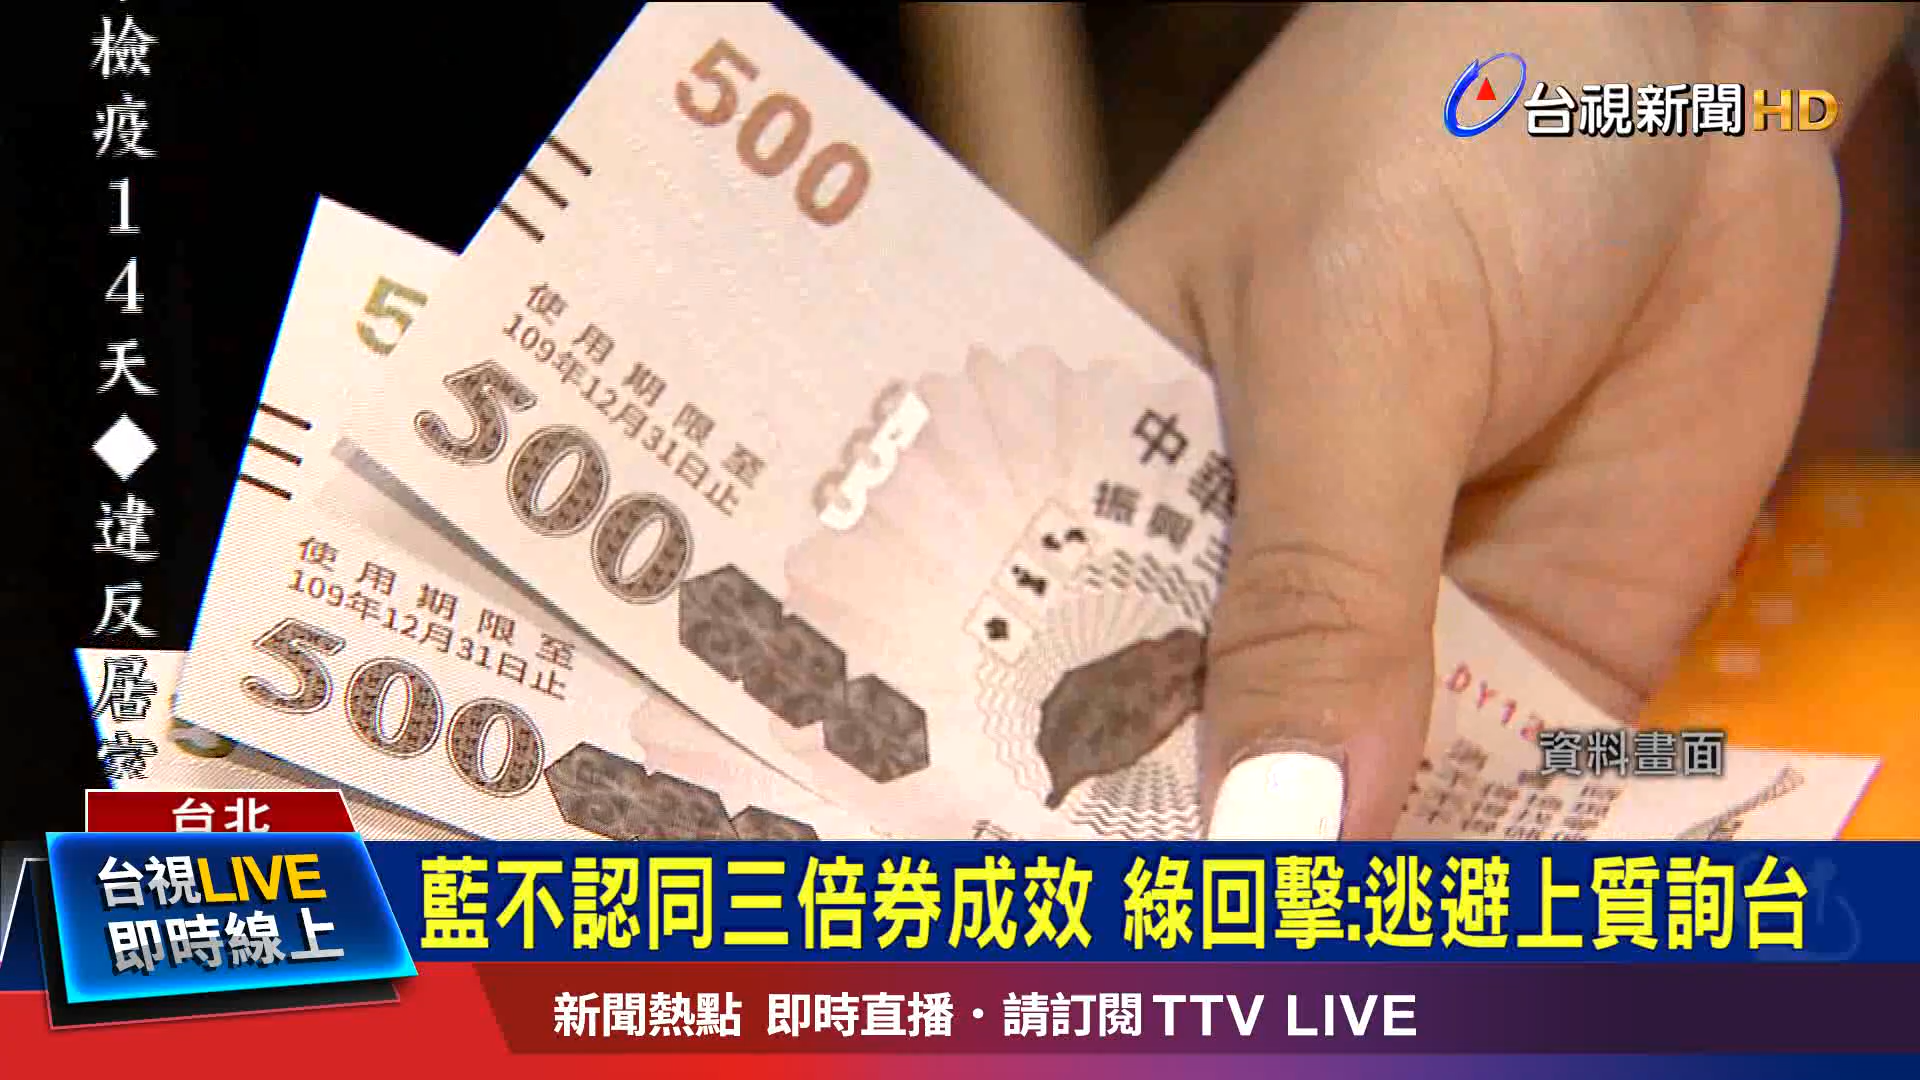 檢疫14天◆違反居家
台視新聞HD
500
使用期限至
109年12月31日止
500
中華
振興三
5
使用期限至
109年12月31日止
500
DY12
資料畫面
台北
台視LIVE
即時線上
藍不認同三倍券成效 綠回擊:逃避上質詢台
新聞熱點 即時直播・請訂閱TTV LIVE